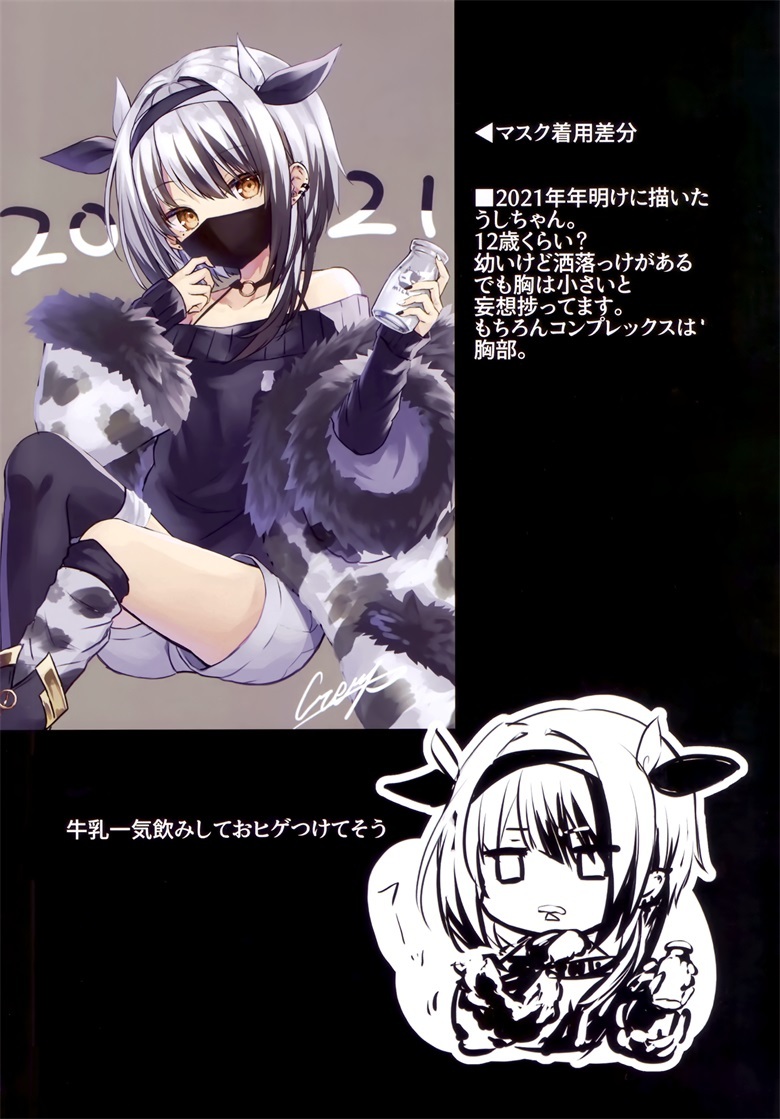 2021
◀マスク着用差分
■2021年年明けに描いた
うしちゃん。
12歳くらい？
幼いけど洒落っけがある
でも胸は小さいと
妄想捗ってます。
もちろんコンプレックスは
胸部。
牛乳一気飲みしておヒゲつけてそう
フーッ